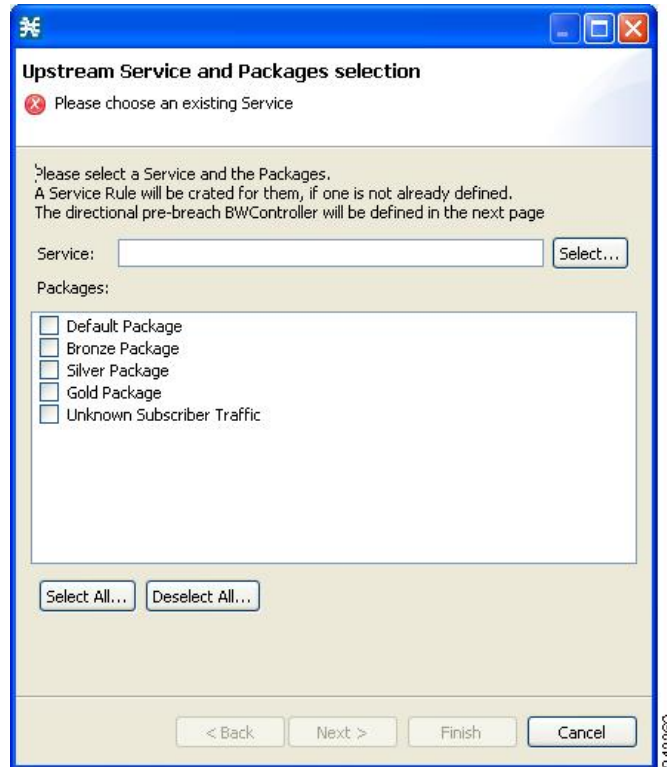 Upstream Service and Packages selection
Please choose an existing Service
Please select a Service and the Packages.
A Service Rule will be crated for them, if one is not already defined.
The directional pre-breach BWController will be defined in the next page
Service:
Select...
Packages:
Default Package
Bronze Package
Silver Package
Gold Package
Unknown Subscriber Traffic
Select All...
Deselect All...
< Back
Next >
Finish
Cancel